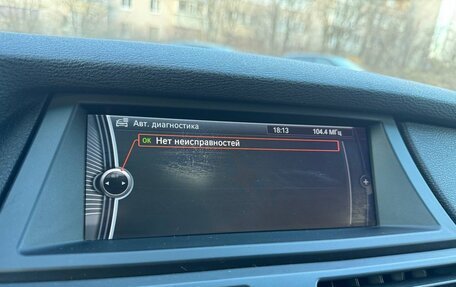 Авт. диагностика
18:13
104.4 МГц
OK Нет неисправностей